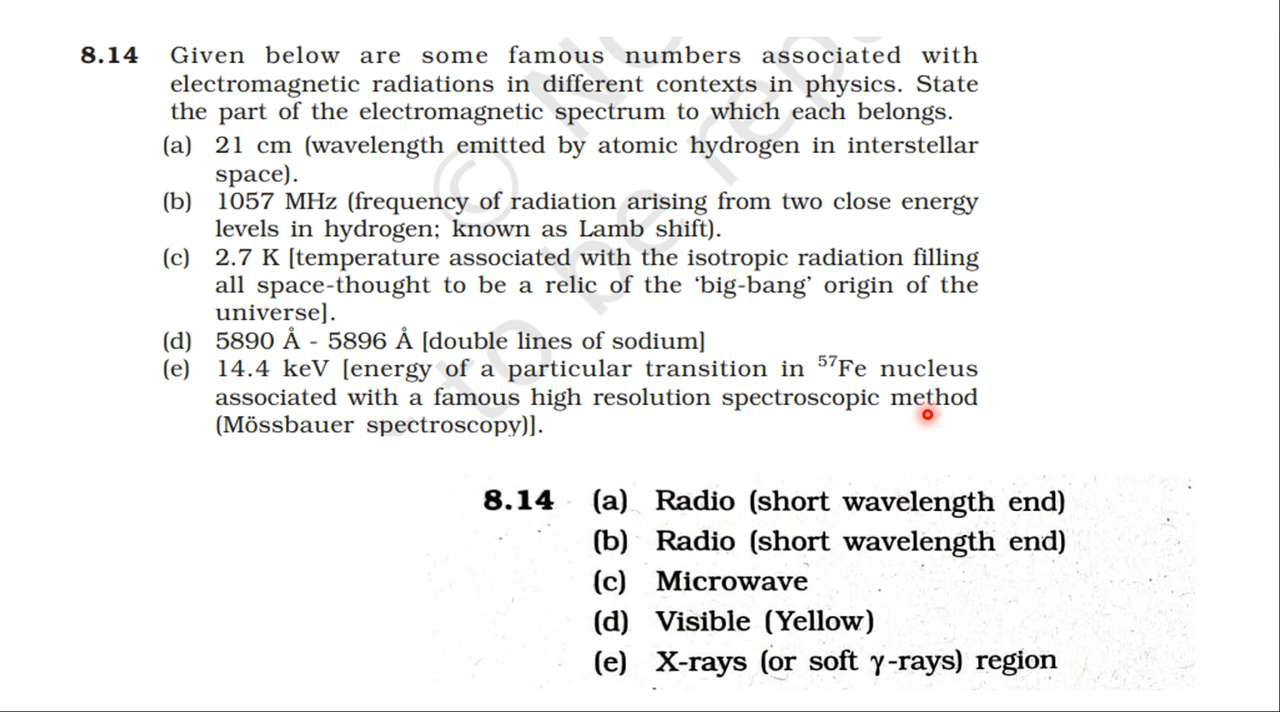 8.14 Given below are some famous numbers associated with
electromagnetic radiations in different contexts in physics. State
the part of the electromagnetic spectrum to which each belongs.
(a) 21 cm (wavelength emitted by atomic hydrogen in interstellar
space).
(b) 1057 MHz (frequency of radiation arising from two close energy
levels in hydrogen; known as Lamb shift).
(c) 2.7 K [temperature associated with the isotropic radiation filling
all space-thought to be a relic of the ‘big-bang’ origin of the
universe].
(d) 5890 Å - 5896 Å [double lines of sodium]
(e) 14.4 keV [energy of a particular transition in ⁵⁷Fe nucleus
associated with a famous high resolution spectroscopic method
(Mössbauer spectroscopy)].
8.14 (a) Radio (short wavelength end)
(b) Radio (short wavelength end)
(c) Microwave
(d) Visible (Yellow)
(e) X-rays (or soft γ-rays) region